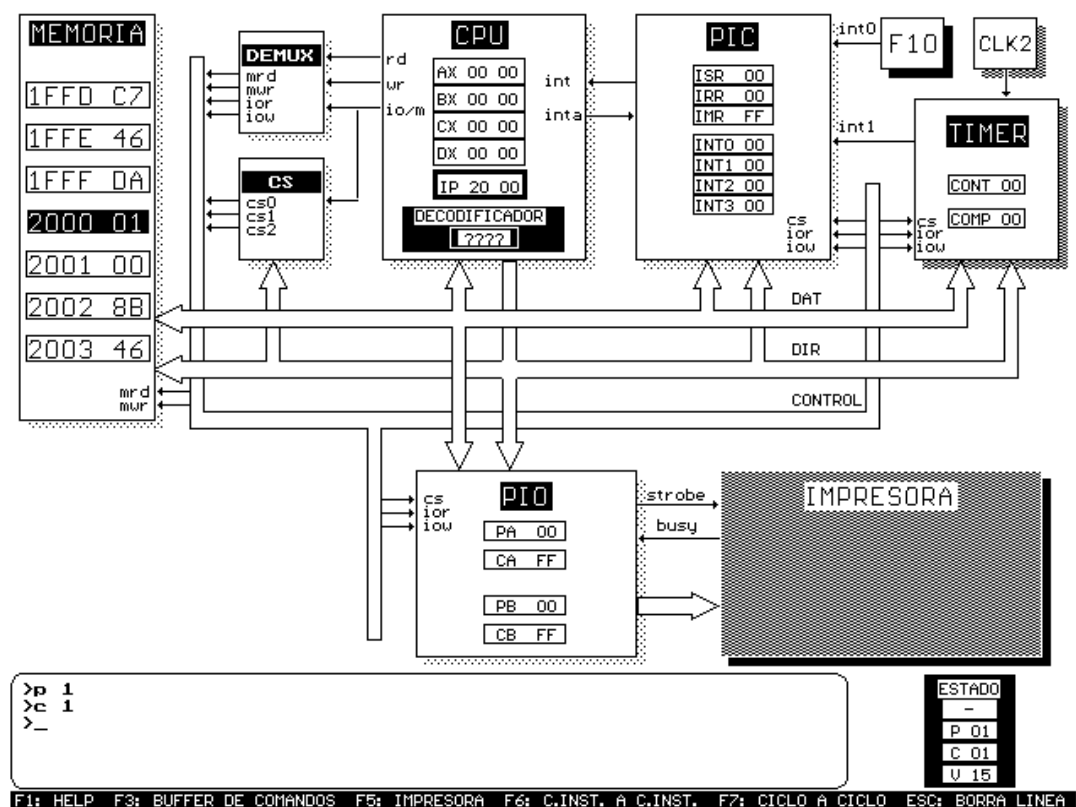 MEMORIA
1FFD C7
1FFE 46
1FFF DA
2000 01
2001 00
2002 8B
2003 46
mrd
mwr
DEMUX
mrd
mwr
ior
iow
CS
cs0
cs1
cs2
CPU
rd
wr
io/m
int
inta
AX 00 00
BX 00 00
CX 00 00
DX 00 00
IP 20 00
DECODIFICADOR
????
PIC
ISR 00
IRR 00
IMR FF
INT0 00
INT1 00
INT2 00
INT3 00
cs
ior
iow
int0
F10
CLK2
int1
TIMER
CONT 00
COMP 00
cs
ior
iow
DAT
DIR
CONTROL
PIO
cs
ior
iow
PA 00
CA FF
PB 00
CB FF
strobe
busy
IMPRESORA
>p 1
>c 1
>_
ESTADO
-
P 01
C 01
V 15
F1: HELP F3: BUFFER DE COMANDOS F5: IMPRESORA F6: C.INST. A C.INST. F7: CICLO A CICLO ESC: BORRA LINEA